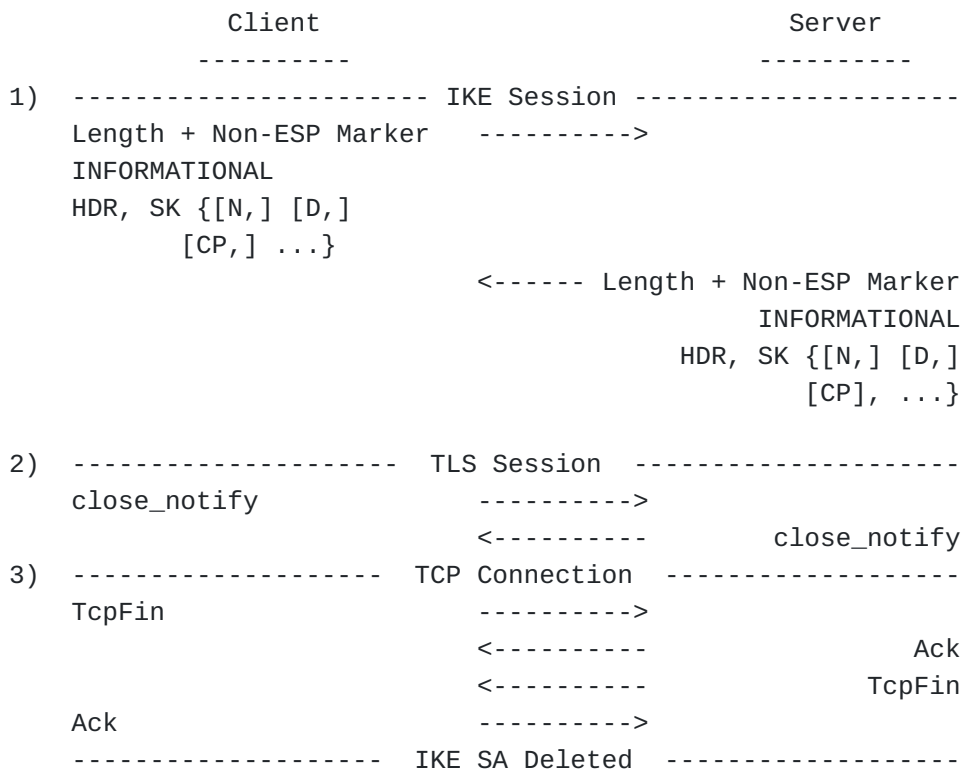 Client                              Server
            ----------                          ----------
1)  ----------------------- IKE Session ---------------------
    Length + Non-ESP Marker   ---------->
    INFORMATIONAL
    HDR, SK {[N,] [D,]
           [CP,] ...}
                              <------ Length + Non-ESP Marker
                                                INFORMATIONAL
                                           HDR, SK {[N,] [D,]
                                                   [CP], ...}

2)  ---------------------  TLS Session  ---------------------
    close_notify              ---------->
                              <----------        close_notify
3)  --------------------  TCP Connection  -------------------
    TcpFin                    ---------->
                              <----------                 Ack
                              <----------              TcpFin
    Ack                       ---------->
    --------------------  IKE SA Deleted  -------------------